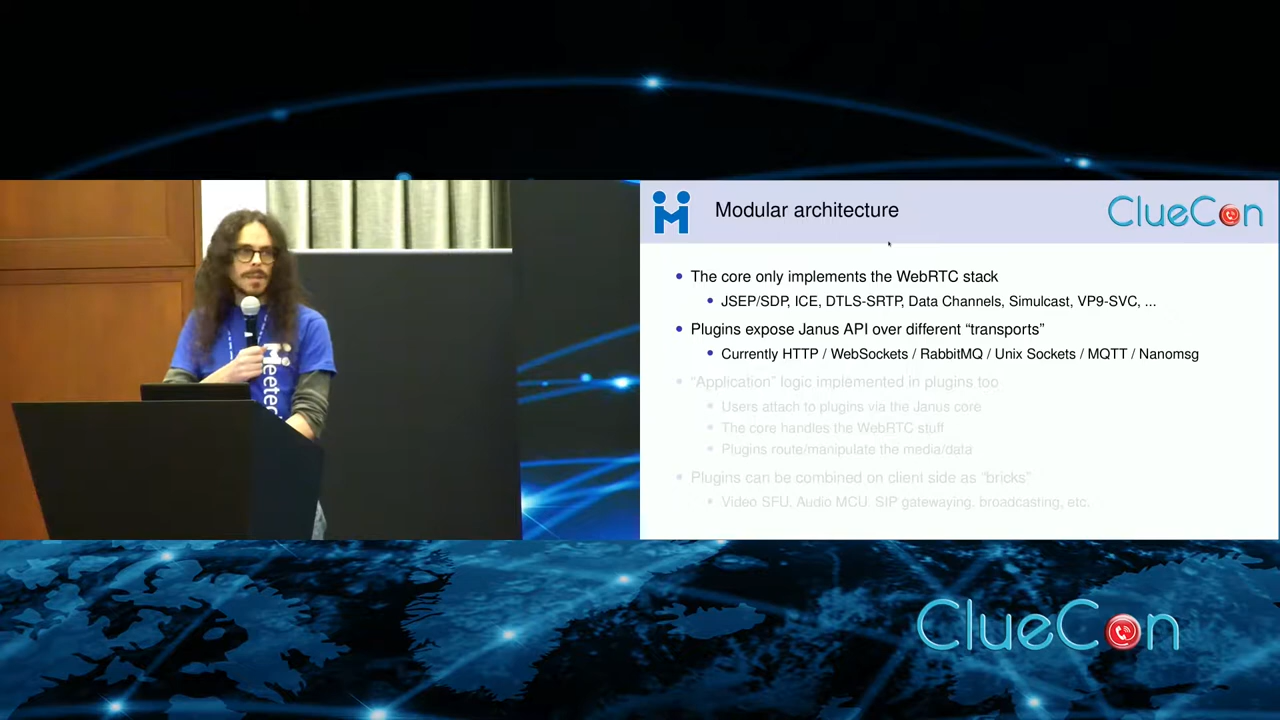 Modular architecture
ClueCon
• The core only implements the WebRTC stack
• JSEP/SDP, ICE, DTLS-SRTP, Data Channels, Simulcast, VP9-SVC, ...
• Plugins expose Janus API over different “transports”
• Currently HTTP / WebSockets / RabbitMQ / Unix Sockets / MQTT / Nanomsg
• “Application” logic implemented in plugins too
• Users attach to plugins via the Janus core
• The core handles the WebRTC stuff
• Plugins route/manipulate the media/data
• Plugins can be combined on client side as “bricks”
• Video SFU, Audio MCU, SIP gatewaying, broadcasting, etc.
Meetec
ClueCon